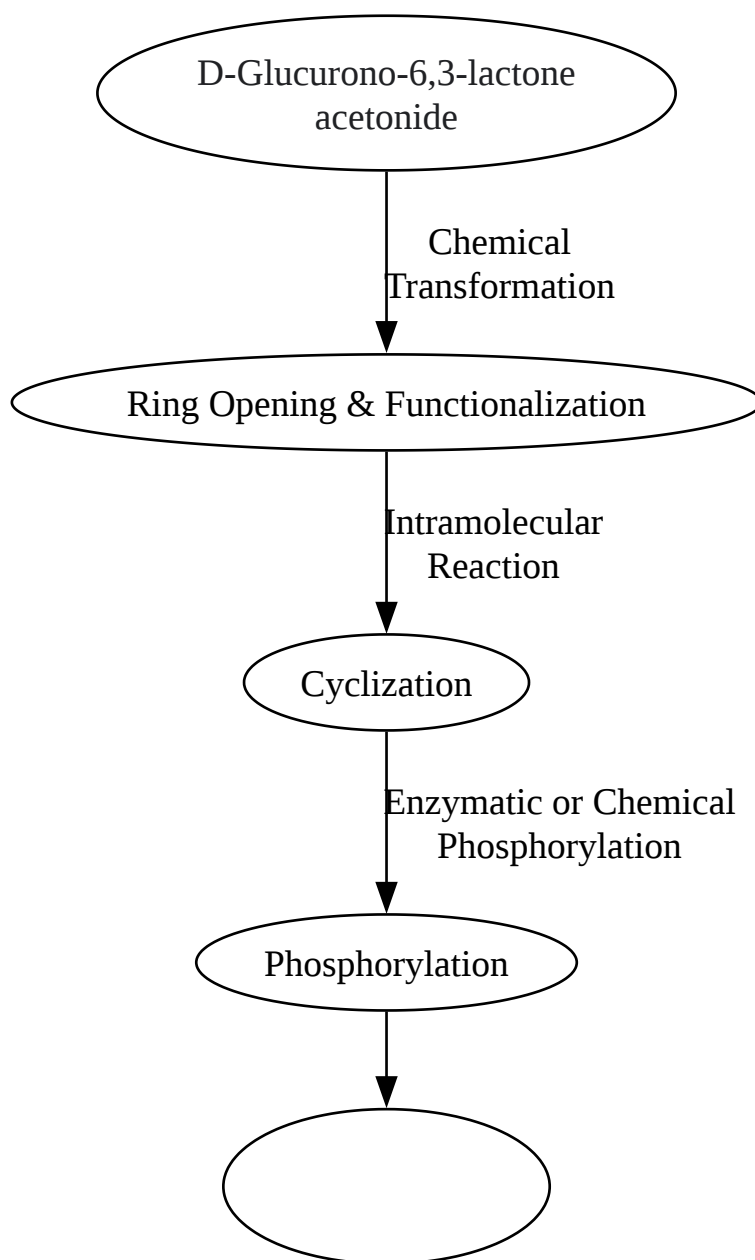 D-Glucurono-6,3-lactone
acetonide
Chemical
Transformation
Ring Opening & Functionalization
Intramolecular
Reaction
Cyclization
Enzymatic or Chemical
Phosphorylation
Phosphorylation